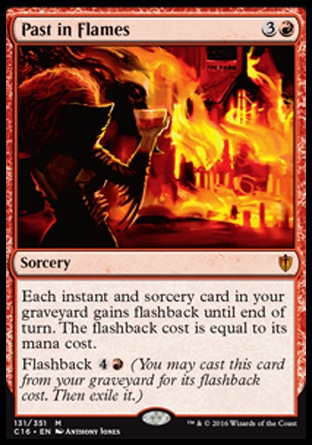 Past in Flames 3
Sorcery
Each instant and sorcery card in your
graveyard gains flashback until end of
turn. The flashback cost is equal to its
mana cost.
Flashback 4 (You may cast this card
from your graveyard for its flashback
cost. Then exile it.)
131/351 M
C16 • EN Anthony Jones ™ & © 2016 Wizards of the Coast